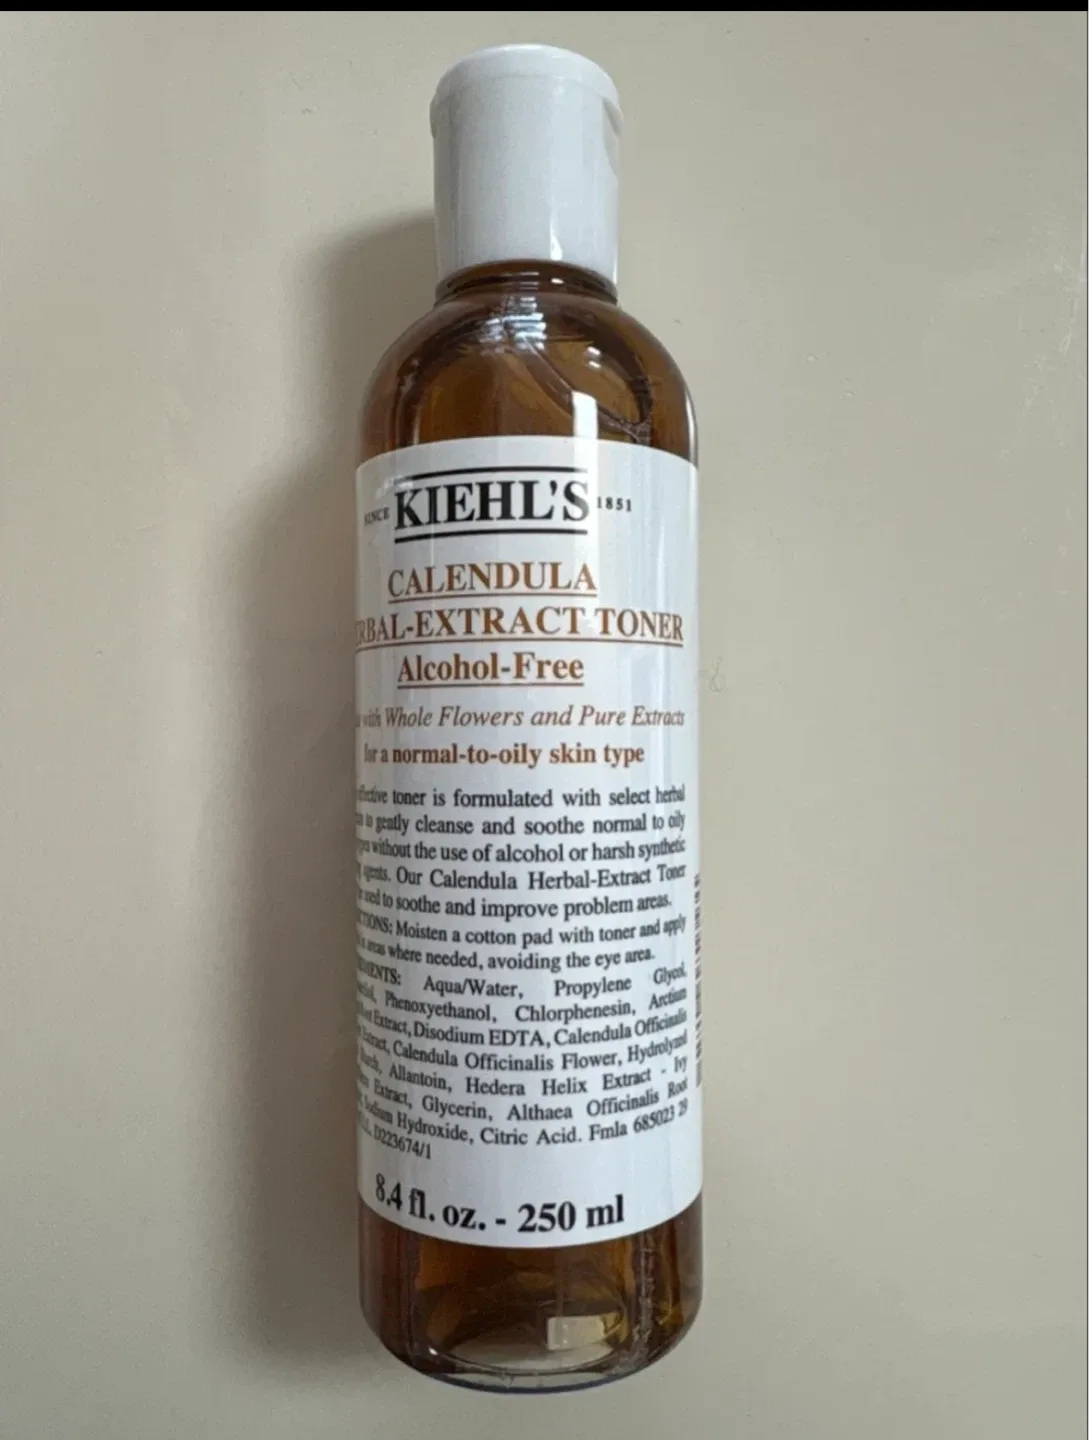 SINCE KIEHL'S 1851
CALENDULA
RBAL-EXTRACT TONER
Alcohol-Free
with Whole Flowers and Pure Extracts
for a normal-to-oily skin type
toner is formulated with select herbal
to gently cleanse and soothe normal to oily
without the use of alcohol or harsh synthetic
agents. Our Calendula Herbal-Extract Toner
used to soothe and improve problem areas.
TIONS: Moisten a cotton pad with toner and apply
areas where needed, avoiding the eye area.
Aqua/Water, Propylene Glycol,
Phenoxyethanol, Chlorphenesin, Arctium
Extract, Disodium EDTA, Calendula Officinalis
Extract, Calendula Officinalis Flower, Hydrolyzed
Allantoin, Hedera Helix Extract - Ivy
Extract, Glycerin, Althaea Officinalis Root
Sodium Hydroxide, Citric Acid. Fmla 685023 29
D223674/1
8.4 fl. oz. - 250 ml